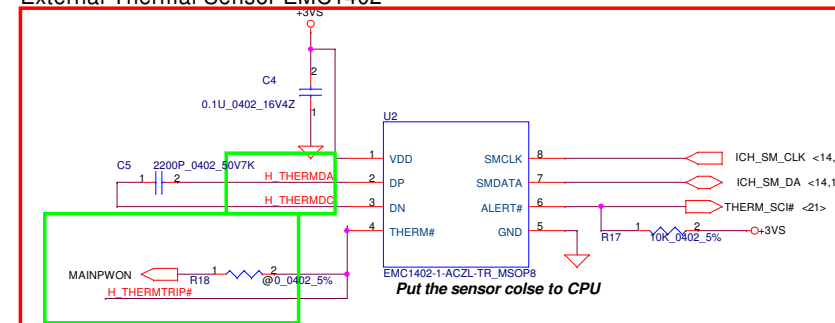 External Thermal Sensor EMC1402
+3VS
C4
2
0.1U_0402_16V4Z
1
U2
C5
2200P_0402_50V7K
1 2
H_THERMDA
H_THERMDC
1 VDD SMCLK 8
ICH_SM_CLK <14,
2 DP SMDATA 7
ICH_SM_DA <14,1
3 DN ALERT# 6
THERM_SCI# <21>
4 THERM# GND 5
R17 1 2 10K_0402_5% +3VS
MAINPWON
R18 1 2 @0_0402_5%
H_THERMTRIP#
EMC1402-1-ACZL-TR_MSOP8
Put the sensor colse to CPU